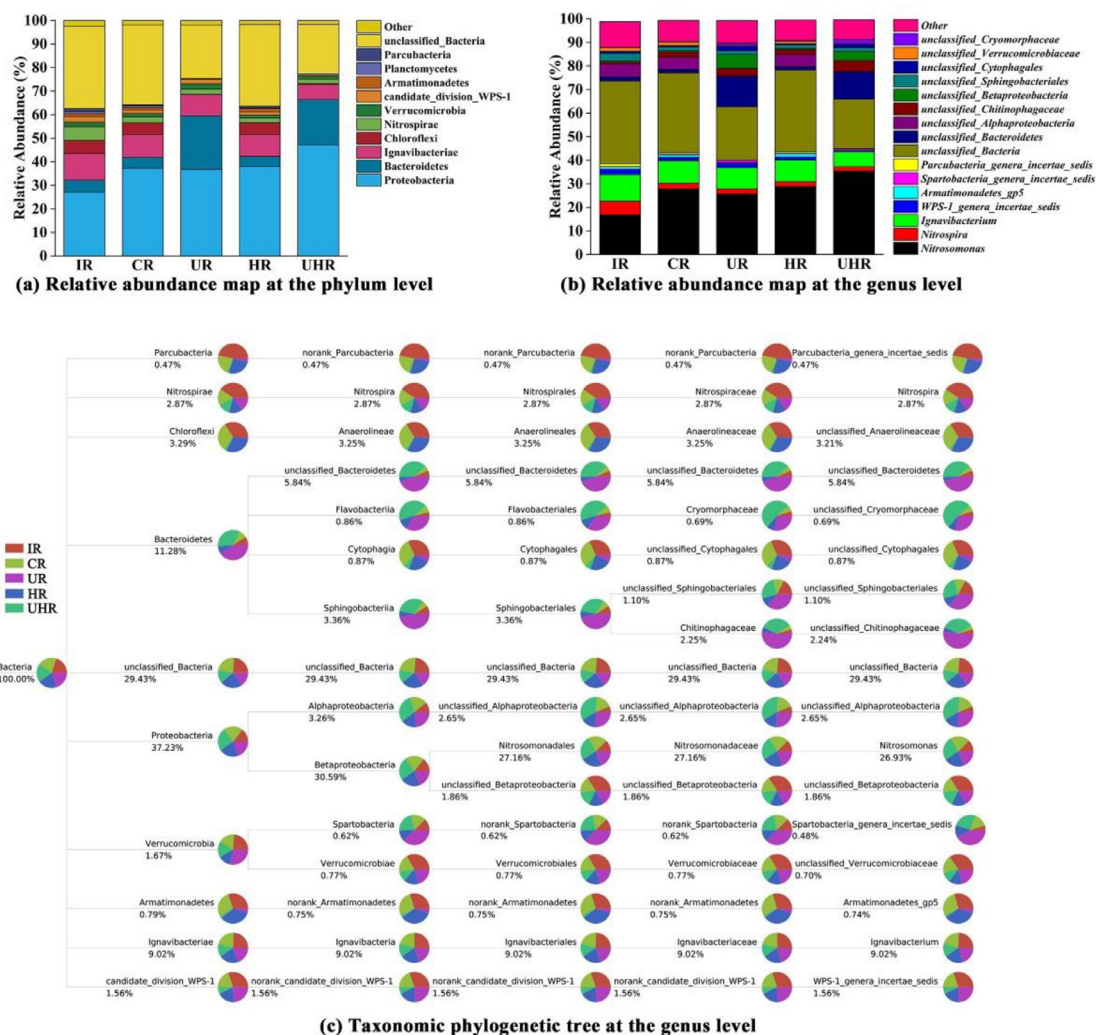 Relative Abundance (%)
100
90
80
70
60
50
40
30
20
10
0
IR CR UR HR UHR
Other
unclassified_Bacteria
Parcubacteria
Planctomycetes
Armatimonadetes
candidate_division_WPS-1
Verrucomicrobia
Nitrospirae
Chloroflexi
Ignavibacteriae
Bacteroidetes
Proteobacteria
(a) Relative abundance map at the phylum level
Relative Abundance (%)
100
90
80
70
60
50
40
30
20
10
0
IR CR UR HR UHR
Other
unclassified_Cryomorphaceae
unclassified_Verrucomicrobiaceae
unclassified_Cytophagales
unclassified_Sphingobacteriales
unclassified_Betaproteobacteria
unclassified_Chitinophagaceae
unclassified_Alphaproteobacteria
unclassified_Bacteroidetes
unclassified_Bacteria
Parcubacteria_genera_incertae_sedis
Spartobacteria_genera_incertae_sedis
Armatimonadetes_gp5
WPS-1_genera_incertae_sedis
Ignavibacterium
Nitrospira
Nitrosomonas
(b) Relative abundance map at the genus level
Parcubacteria norank_Parcubacteria norank_Parcubacteria norank_Parcubacteria Parcubacteria_genera_incertae_sedis
0.47% 0.47% 0.47% 0.47% 0.47%
Nitrospirae Nitrospira Nitrospirales Nitrospiraceae Nitrospira
2.87% 2.87% 2.87% 2.87% 2.87%
Chloroflexi Anaerolineae Anaerolineales Anaerolineaceae unclassified_Anaerolineaceae
3.29% 3.25% 3.25% 3.25% 3.21%
unclassified_Bacteroidetes unclassified_Bacteroidetes unclassified_Bacteroidetes unclassified_Bacteroidetes
5.84% 5.84% 5.84% 5.84%
Flavobacteriia Flavobacteriales Cryomorphaceae unclassified_Cryomorphaceae
0.86% 0.86% 0.69% 0.69%
Bacteroidetes
11.28%
Cytophagia Cytophagales unclassified_Cytophagales unclassified_Cytophagales
0.87% 0.87% 0.87% 0.87%
IR
CR
UR
HR
UHR
unclassified_Sphingobacteriales unclassified_Sphingobacteriales
1.10% 1.10%
Sphingobacteriia Sphingobacteriales
3.36% 3.36%
Chitinophagaceae unclassified_Chitinophagaceae
2.25% 2.24%
Bacteria unclassified_Bacteria unclassified_Bacteria unclassified_Bacteria unclassified_Bacteria unclassified_Bacteria
100.00% 29.43% 29.43% 29.43% 29.43% 29.43%
Alphaproteobacteria unclassified_Alphaproteobacteria unclassified_Alphaproteobacteria unclassified_Alphaproteobacteria
3.26% 2.65% 2.65% 2.65%
Proteobacteria
37.23%
Nitrosomonadales Nitrosomonadaceae Nitrosomonas
27.16% 27.16% 26.93%
Betaproteobacteria
30.59%
unclassified_Betaproteobacteria unclassified_Betaproteobacteria unclassified_Betaproteobacteria
1.86% 1.86% 1.86%
Spartobacteria norank_Spartobacteria norank_Spartobacteria Spartobacteria_genera_incertae_sedis
0.62% 0.62% 0.62% 0.48%
Verrucomicrobia
1.67%
Verrucomicrobiae Verrucomicrobiales Verrucomicrobiaceae unclassified_Verrucomicrobiaceae
0.77% 0.77% 0.77% 0.70%
Armatimonadetes norank_Armatimonadetes norank_Armatimonadetes norank_Armatimonadetes Armatimonadetes_gp5
0.79% 0.75% 0.75% 0.75% 0.74%
Ignavibacteriae Ignavibacteria Ignavibacteriales Ignavibacteriaceae Ignavibacterium
9.02% 9.02% 9.02% 9.02% 9.02%
candidate_division_WPS-1 norank_candidate_division_WPS-1 norank_candidate_division_WPS-1 norank_candidate_division_WPS-1 WPS-1_genera_incertae_sedis
1.56% 1.56% 1.56% 1.56% 1.56%
(c) Taxonomic phylogenetic tree at the genus level